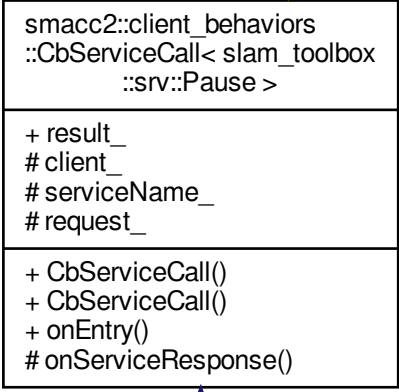 smacc2::client_behaviors
::CbServiceCall< slam_toolbox
::srv::Pause >
+ result_
# client_
# serviceName_
# request_
+ CbServiceCall()
+ CbServiceCall()
+ onEntry()
# onServiceResponse()